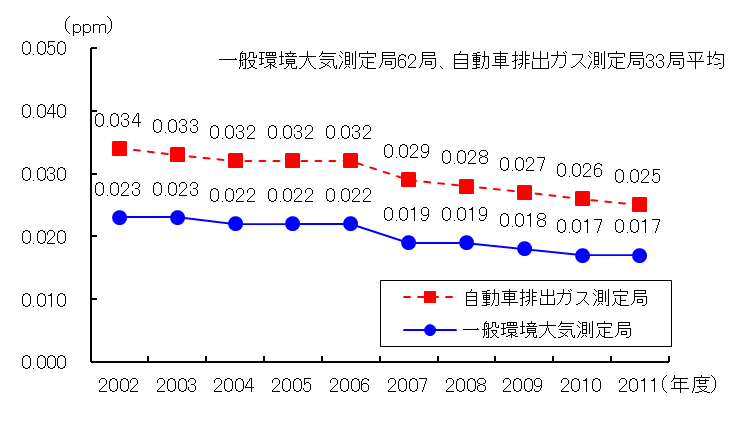 (ppm)
0.050
一般環境大気測定局62局、自動車排出ガス測定局33局平均
0.040
0.034 0.033 0.032 0.032 0.032 0.029 0.028 0.027 0.026 0.025
0.030
0.023 0.023 0.022 0.022 0.022 0.019 0.019 0.018 0.017 0.017
0.020
0.010
自動車排出ガス測定局
一般環境大気測定局
0.000
2002 2003 2004 2005 2006 2007 2008 2009 2010 2011(年度)